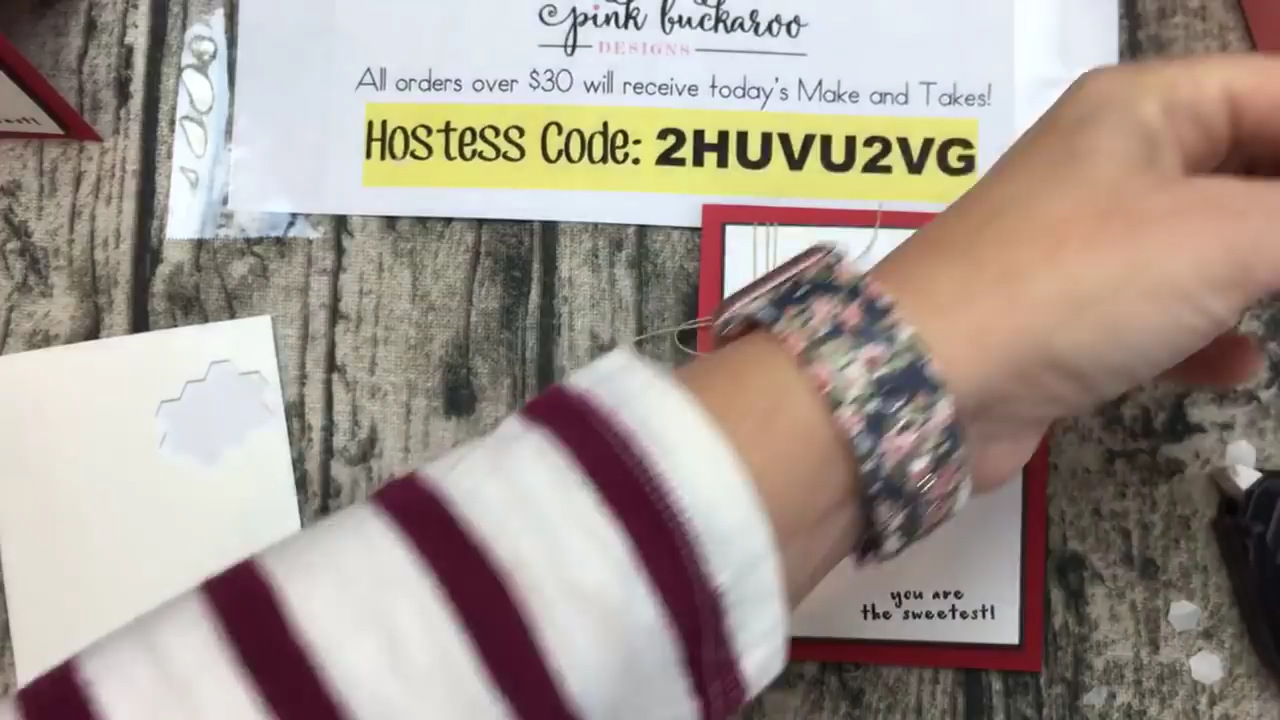 pink buckaroo
DESIGNS
All orders over $30 will receive today's Make and Takes!
Hostess Code: 2HUVU2VG
you are
the sweetest!